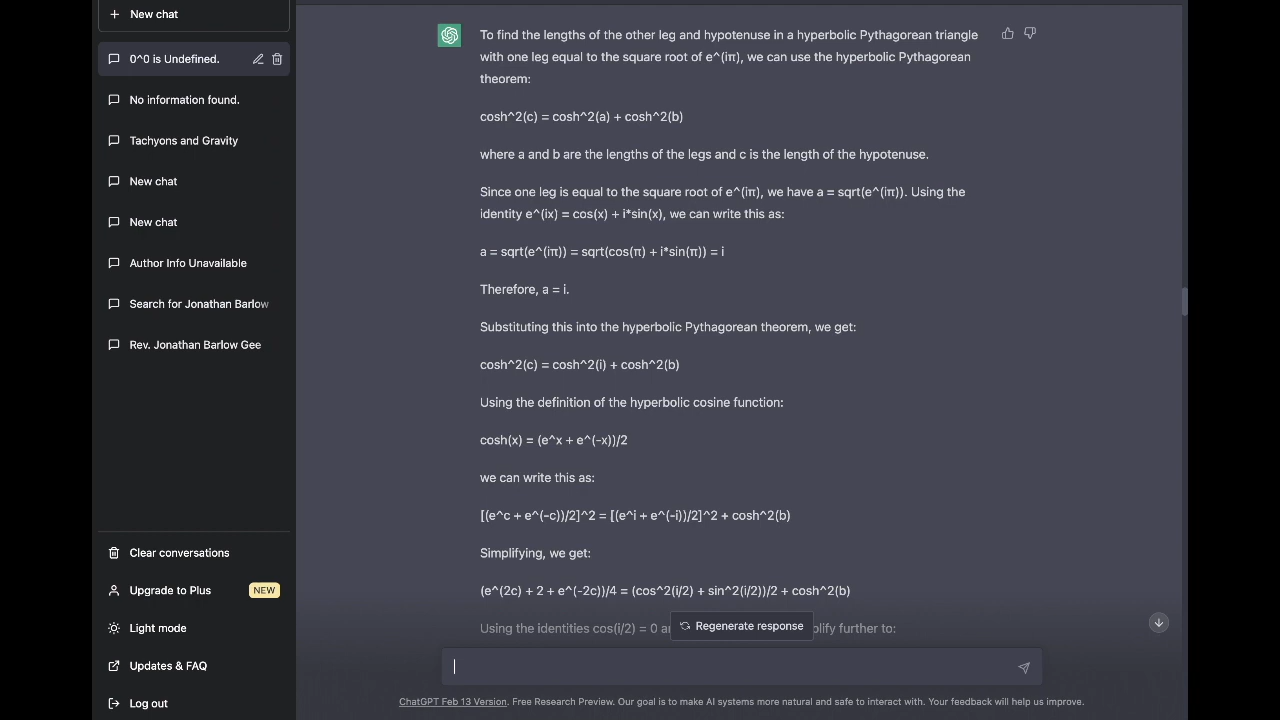 New chat
0^0 is Undefined.
No information found.
Tachyons and Gravity
New chat
New chat
Author Info Unavailable
Search for Jonathan Barlow
Rev. Jonathan Barlow Gee
Clear conversations
Upgrade to Plus NEW
Light mode
Updates & FAQ
Log out
To find the lengths of the other leg and hypotenuse in a hyperbolic Pythagorean triangle
with one leg equal to the square root of e^(iπ), we can use the hyperbolic Pythagorean
theorem:
cosh^2(c) = cosh^2(a) + cosh^2(b)
where a and b are the lengths of the legs and c is the length of the hypotenuse.
Since one leg is equal to the square root of e^(iπ), we have a = sqrt(e^(iπ)). Using the
identity e^(ix) = cos(x) + i*sin(x), we can write this as:
a = sqrt(e^(iπ)) = sqrt(cos(π) + i*sin(π)) = i
Therefore, a = i.
Substituting this into the hyperbolic Pythagorean theorem, we get:
cosh^2(c) = cosh^2(i) + cosh^2(b)
Using the definition of the hyperbolic cosine function:
cosh(x) = (e^x + e^(-x))/2
we can write this as:
[(e^c + e^(-c))/2]^2 = [(e^i + e^(-i))/2]^2 + cosh^2(b)
Simplifying, we get:
(e^(2c) + 2 + e^(-2c))/4 = (cos^2(i/2) + sin^2(i/2))/2 + cosh^2(b)
Using the identities cos(i/2) = 0 further to:
Regenerate response
ChatGPT Feb 13 Version. Free Research Preview. Our goal is to make AI systems more natural and safe to interact with. Your feedback will help us improve.